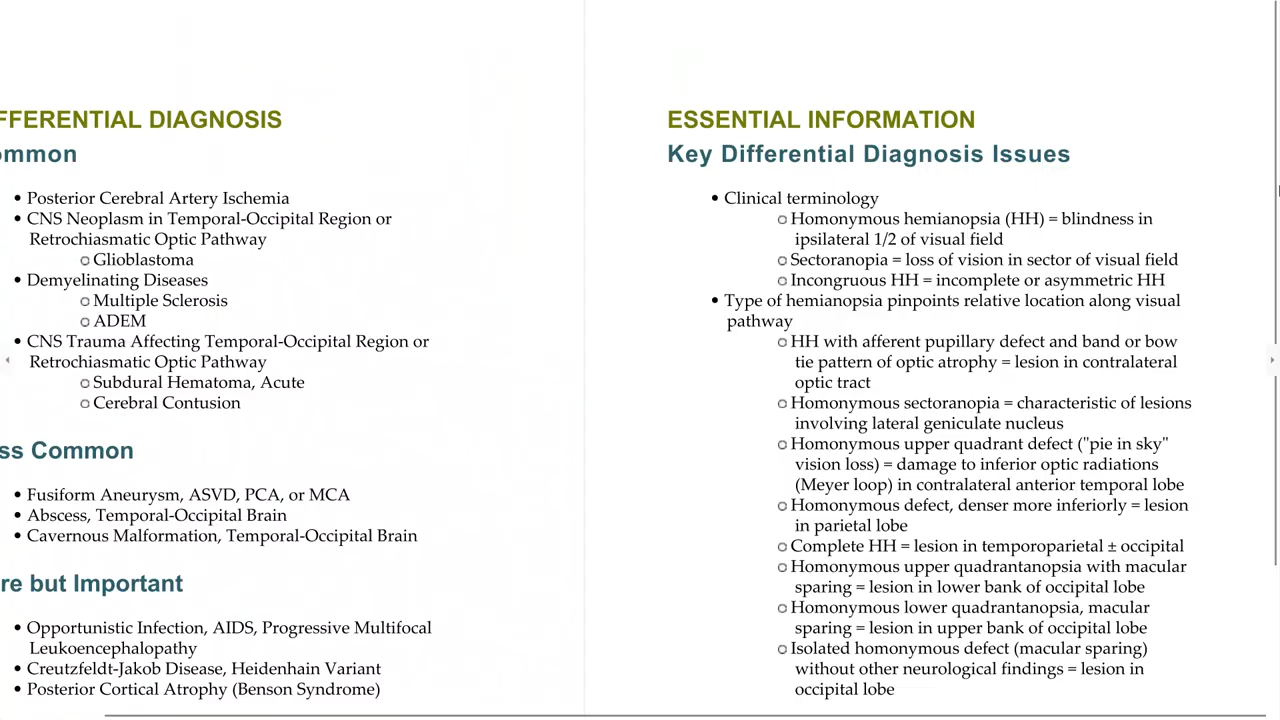 FFERENTIAL DIAGNOSIS
ommon
• Posterior Cerebral Artery Ischemia
• CNS Neoplasm in Temporal-Occipital Region or
Retrochiasmatic Optic Pathway
○ Glioblastoma
• Demyelinating Diseases
○ Multiple Sclerosis
○ ADEM
• CNS Trauma Affecting Temporal-Occipital Region or
Retrochiasmatic Optic Pathway
○ Subdural Hematoma, Acute
○ Cerebral Contusion
ss Common
• Fusiform Aneurysm, ASVD, PCA, or MCA
• Abscess, Temporal-Occipital Brain
• Cavernous Malformation, Temporal-Occipital Brain
re but Important
• Opportunistic Infection, AIDS, Progressive Multifocal
Leukoencephalopathy
• Creutzfeldt-Jakob Disease, Heidenhain Variant
• Posterior Cortical Atrophy (Benson Syndrome)
ESSENTIAL INFORMATION
Key Differential Diagnosis Issues
• Clinical terminology
○ Homonymous hemianopsia (HH) = blindness in
ipsilateral 1/2 of visual field
○ Sectoranopia = loss of vision in sector of visual field
○ Incongruous HH = incomplete or asymmetric HH
• Type of hemianopsia pinpoints relative location along visual
pathway
○ HH with afferent pupillary defect and band or bow
tie pattern of optic atrophy = lesion in contralateral
optic tract
○ Homonymous sectoranopia = characteristic of lesions
involving lateral geniculate nucleus
○ Homonymous upper quadrant defect ("pie in sky"
vision loss) = damage to inferior optic radiations
(Meyer loop) in contralateral anterior temporal lobe
○ Homonymous defect, denser more inferiorly = lesion
in parietal lobe
○ Complete HH = lesion in temporoparietal ± occipital
○ Homonymous upper quadrantanopsia with macular
sparing = lesion in lower bank of occipital lobe
○ Homonymous lower quadrantanopsia, macular
sparing = lesion in upper bank of occipital lobe
○ Isolated homonymous defect (macular sparing)
without other neurological findings = lesion in
occipital lobe